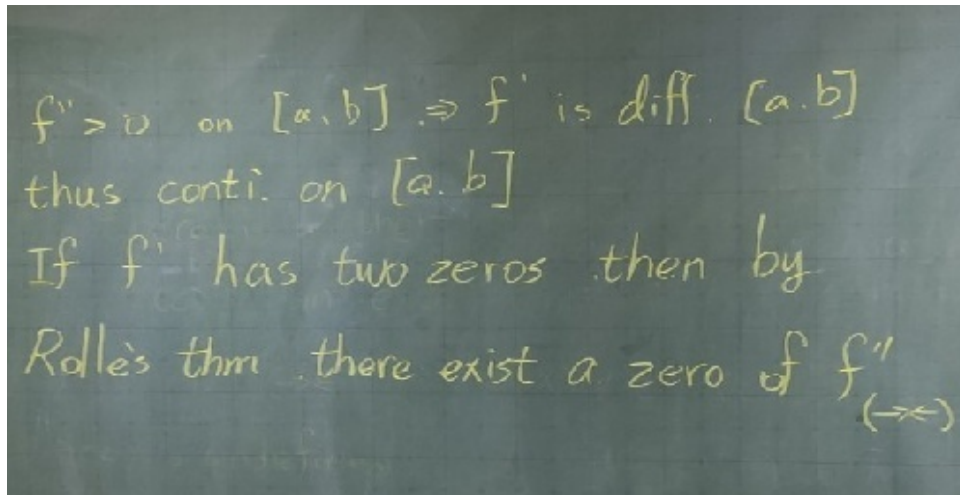 f'' > 0 on [a, b] ⇒ f' is diff. [a.b]
thus conti. on [a.b]
If f' has two zeros then by
Rolle's thm there exist a zero of f''
(→←)